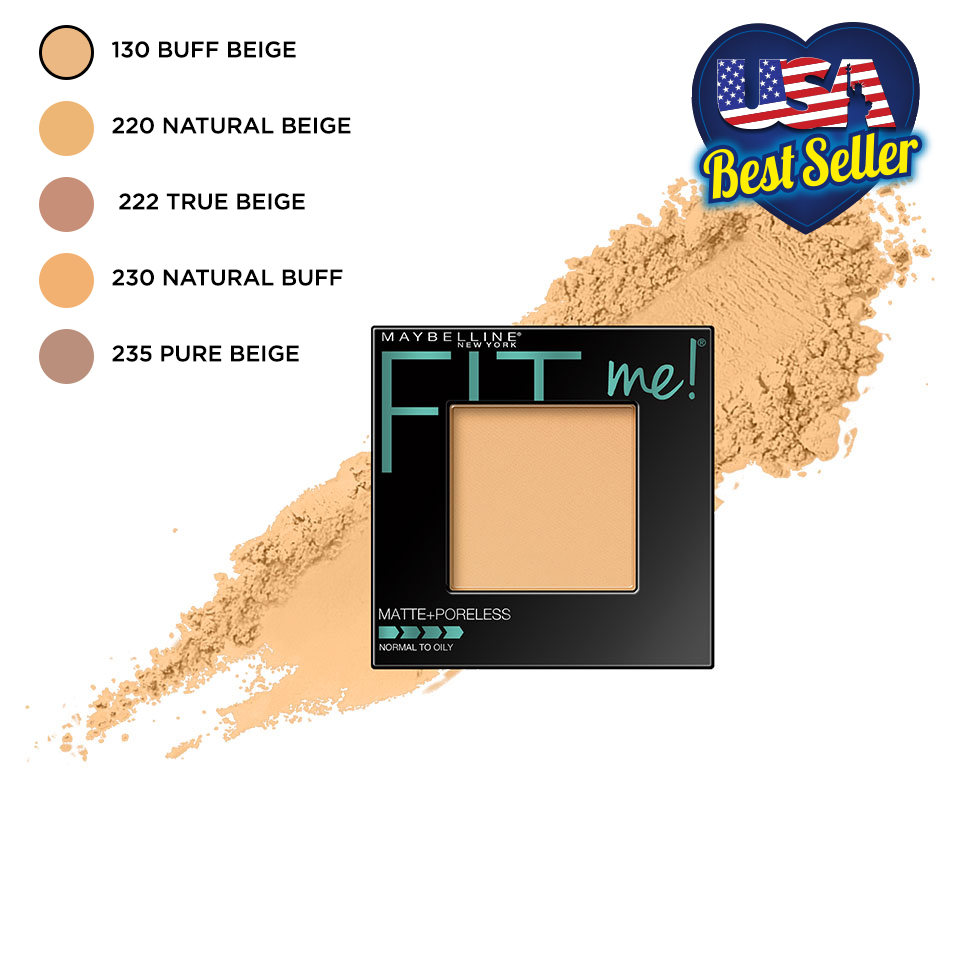 130 BUFF BEIGE
220 NATURAL BEIGE
222 TRUE BEIGE
230 NATURAL BUFF
235 PURE BEIGE
USA
Best Seller
MAYBELLINE®
NEW YORK
FIT me!®
MATTE+PORELESS
NORMAL TO OILY